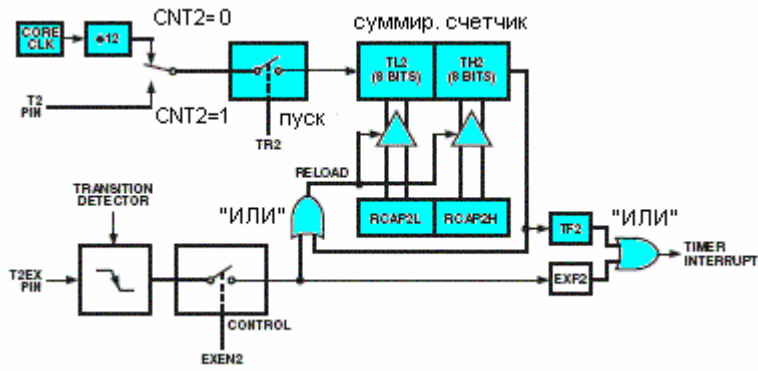 CNT2= 0
суммир. счетчик
CORE CLK
÷12
TL2 (8 BITS)
TH2 (8 BITS)
T2 PIN
CNT2=1
пуск
TR2
RELOAD
TRANSITION DETECTOR
"ИЛИ"
RCAP2L
RCAP2H
"ИЛИ"
TF2
TIMER INTERRUPT
T2EX PIN
EXF2
CONTROL
EXEN2